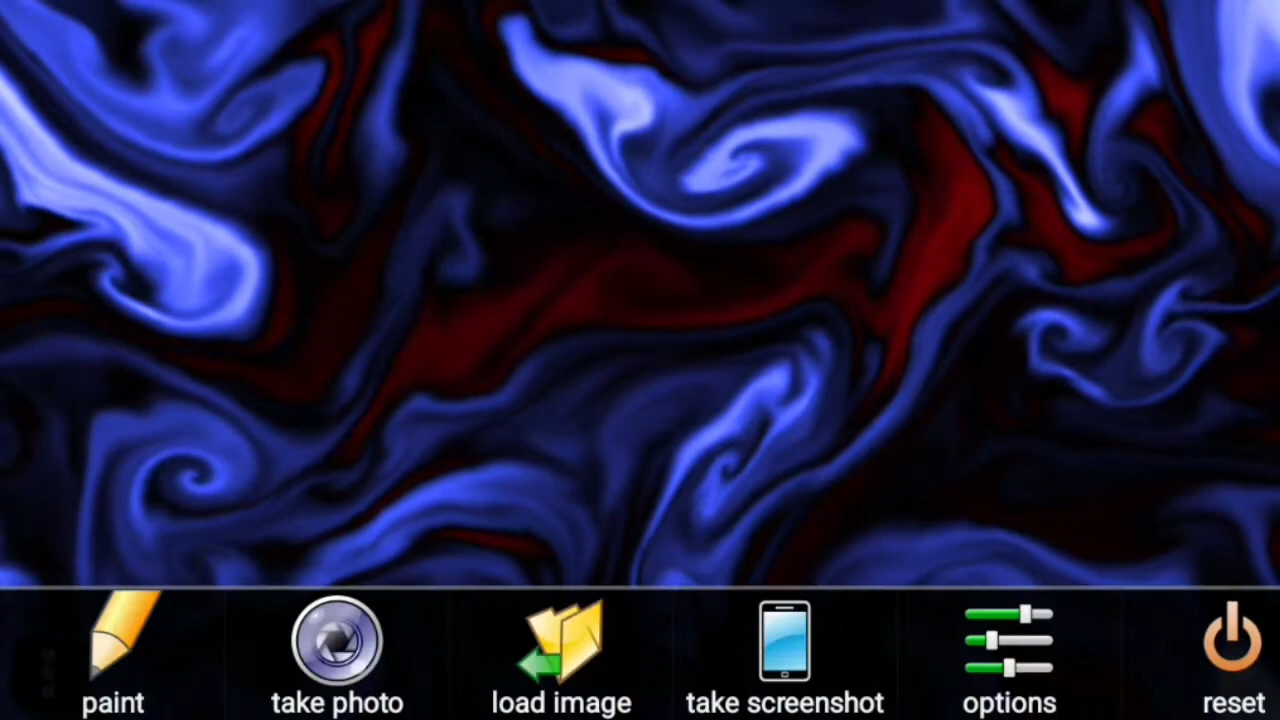 paint
take photo
load image
take screenshot
options
reset